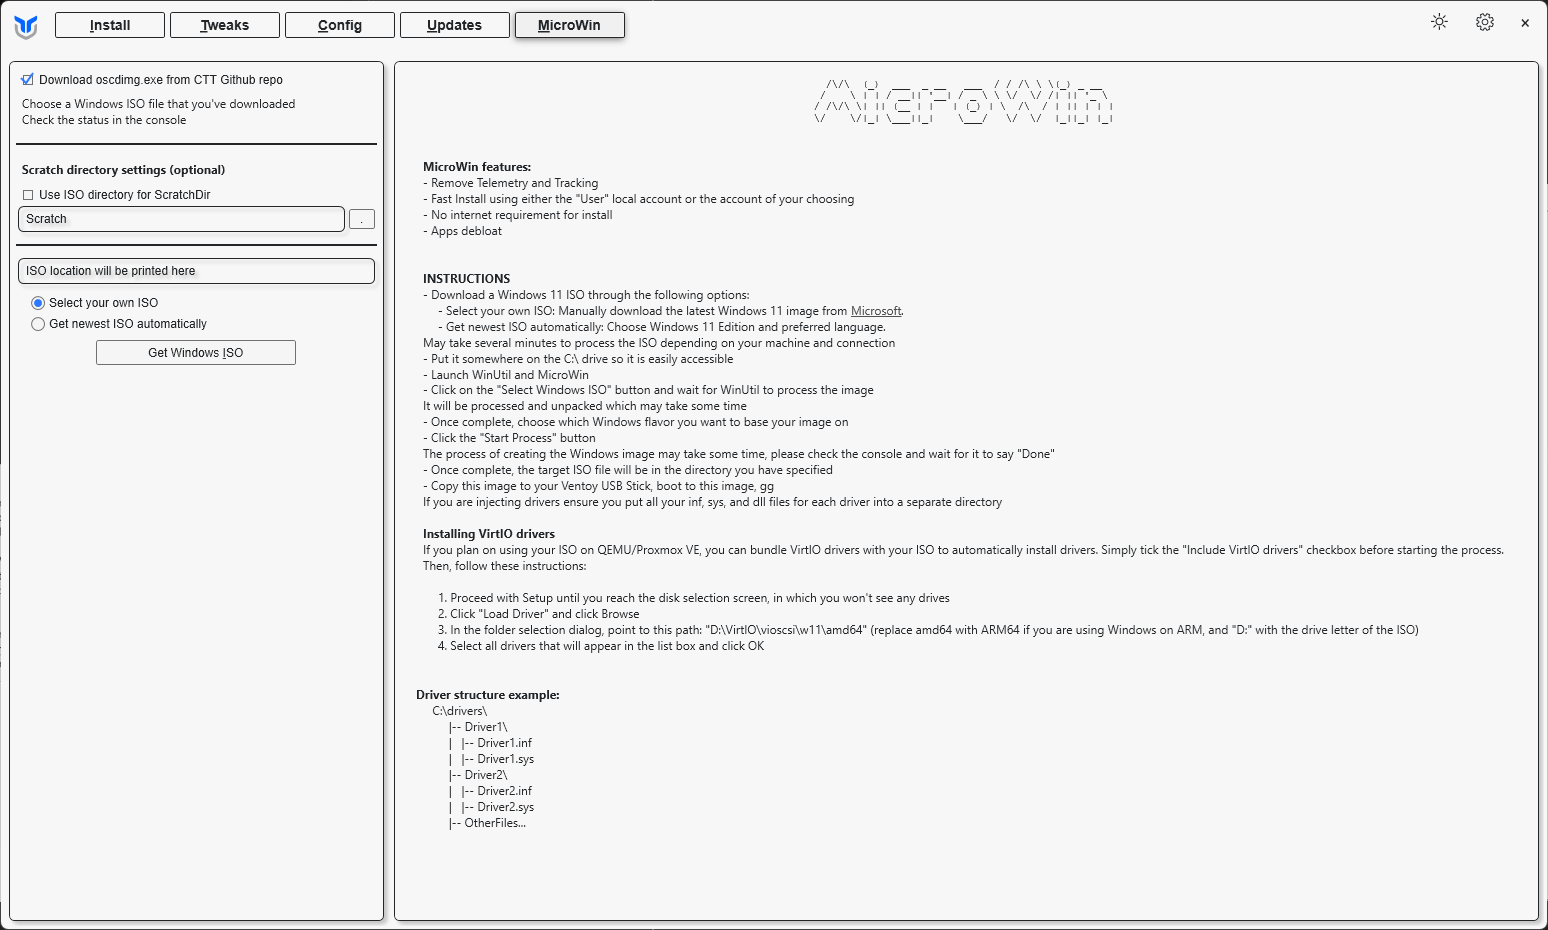 Install
Tweaks
Config
Updates
MicroWin
Download oscdimg.exe from CTT Github repo
Choose a Windows ISO file that you've downloaded
Check the status in the console
Scratch directory settings (optional)
Use ISO directory for ScratchDir
Scratch
.
ISO location will be printed here
Select your own ISO
Get newest ISO automatically
Get Windows ISO
MicroWin
MicroWin features:
- Remove Telemetry and Tracking
- Fast Install using either the "User" local account or the account of your choosing
- No internet requirement for install
- Apps debloat
INSTRUCTIONS
- Download a Windows 11 ISO through the following options:
- Select your own ISO: Manually download the latest Windows 11 image from Microsoft.
- Get newest ISO automatically: Choose Windows 11 Edition and preferred language.
May take several minutes to process the ISO depending on your machine and connection
- Put it somewhere on the C:\ drive so it is easily accessible
- Launch WinUtil and MicroWin
- Click on the "Select Windows ISO" button and wait for WinUtil to process the image
It will be processed and unpacked which may take some time
- Once complete, choose which Windows flavor you want to base your image on
- Click the "Start Process" button
The process of creating the Windows image may take some time, please check the console and wait for it to say "Done"
- Once complete, the target ISO file will be in the directory you have specified
- Copy this image to your Ventoy USB Stick, boot to this image, gg
If you are injecting drivers ensure you put all your inf, sys, and dll files for each driver into a separate directory
Installing VirtIO drivers
If you plan on using your ISO on QEMU/Proxmox VE, you can bundle VirtIO drivers with your ISO to automatically install drivers. Simply tick the "Include VirtIO drivers" checkbox before starting the process.
Then, follow these instructions:
1. Proceed with Setup until you reach the disk selection screen, in which you won't see any drives
2. Click "Load Driver" and click Browse
3. In the folder selection dialog, point to this path: "D:\VirtIO\vioscsi\w11\amd64" (replace amd64 with ARM64 if you are using Windows on ARM, and "D:" with the drive letter of the ISO)
4. Select all drivers that will appear in the list box and click OK
Driver structure example:
C:\drivers\
|-- Driver1\
|   |-- Driver1.inf
|   |-- Driver1.sys
|-- Driver2\
|   |-- Driver2.inf
|   |-- Driver2.sys
|-- OtherFiles...